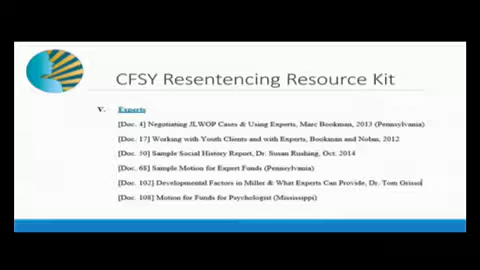 CFSY Resentencing Resource Kit
V. Experts
[Doc. 4] Negotiating JLWOP Cases & Using Experts, Marc Bookman, 2013 (Pennsylvania)
[Doc. 17] Working with Youth Clients and with Experts, Bookman and Nolan, 2012
[Doc. 50] Sample Social History Report, Dr. Susan Rushing, Oct. 2014
[Doc. 68] Sample Motion for Expert Funds (Pennsylvania)
[Doc. 102] Developmental Factors in Miller & What Experts Can Provide, Dr. Tom Grisso
[Doc. 108] Motion for Funds for Psychologist (Mississippi)